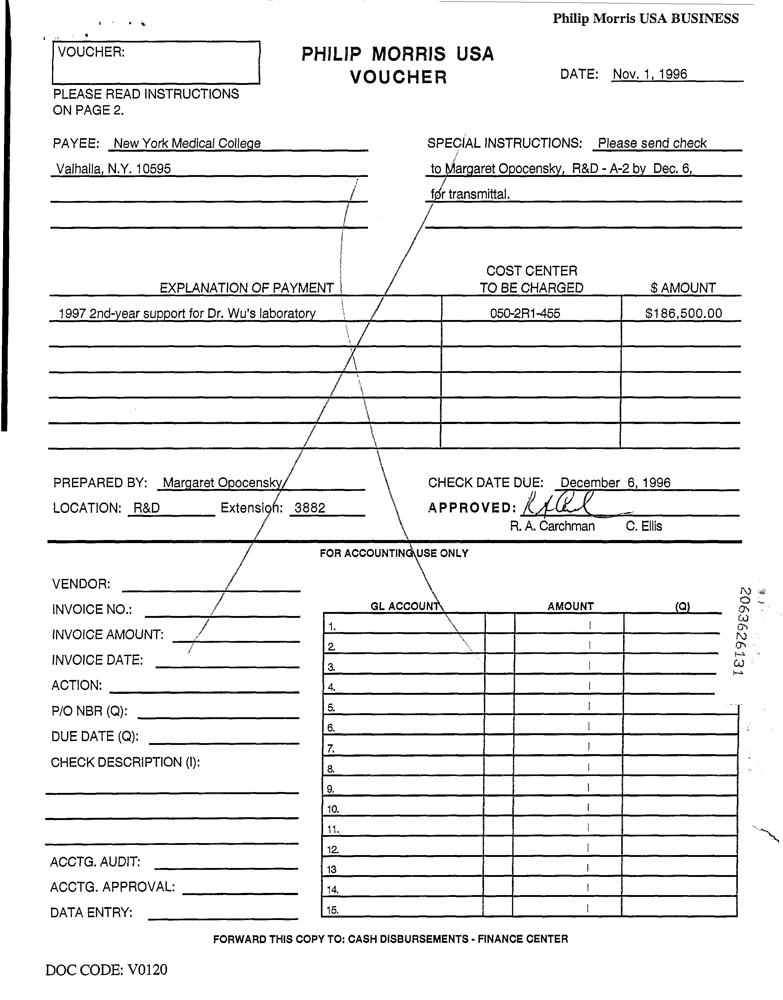 Philip Morris USA BUSINESS
VOUCHER:
PHILIP MORRIS USA
VOUCHER
DATE: Nov. 1, 1996
PLEASE READ INSTRUCTIONS
ON PAGE 2.
PAYEE: New York Medical College
Valhalla, N.Y. 10595
SPECIAL INSTRUCTIONS: Please send check
to Margaret Opocensky, R&D - A-2 by Dec. 6,
for transmittal.
EXPLANATION OF PAYMENT
COST CENTER
TO BE CHARGED
$ AMOUNT
1997 2nd-year support for Dr. Wu's laboratory
050-2R1-455
$186,500.00
PREPARED BY: Margaret Opocensky
CHECK DATE DUE: December 6, 1996
LOCATION: R&D Extension: 3882
APPROVED:
R. A. Carchman C. Ellis
FOR ACCOUNTING USE ONLY
VENDOR:
INVOICE NO.:
INVOICE AMOUNT:
INVOICE DATE:
ACTION:
P/O NBR (Q):
DUE DATE (Q):
CHECK DESCRIPTION (I):
ACCTG. AUDIT:
ACCTG. APPROVAL:
DATA ENTRY:
GL ACCOUNT AMOUNT (Q)
1.
2.
3.
4.
5.
6.
7.
8.
9.
10.
11.
12.
13
14.
15.
2063626131
FORWARD THIS COPY TO: CASH DISBURSEMENTS - FINANCE CENTER
DOC CODE: V0120